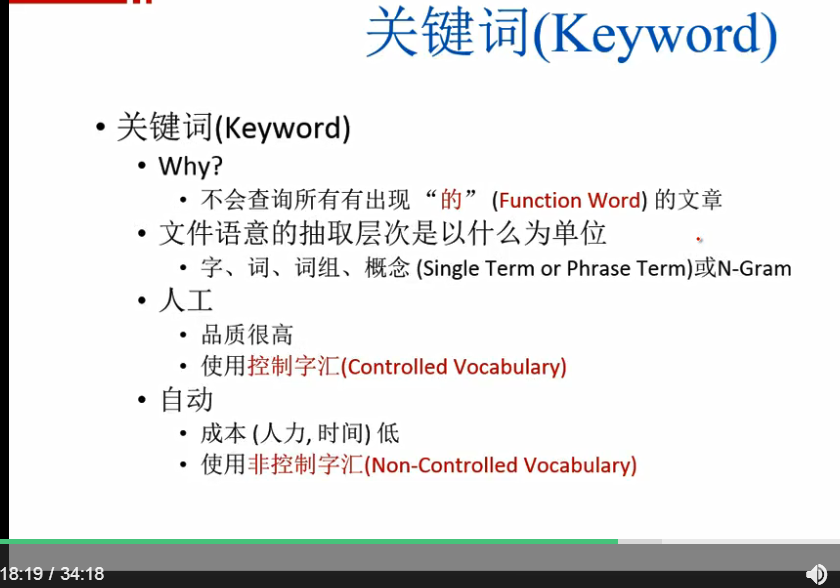 关键词(Keyword)
• 关键词(Keyword)
• Why?
• 不会查询所有有出现 “的” (Function Word) 的文章
• 文件语意的抽取层次是以什么为单位
• 字、词、词组、概念 (Single Term or Phrase Term)或N-Gram
• 人工
• 品质很高
• 使用控制字汇(Controlled Vocabulary)
• 自动
• 成本 (人力, 时间) 低
• 使用非控制字汇(Non-Controlled Vocabulary)
18:19 / 34:18